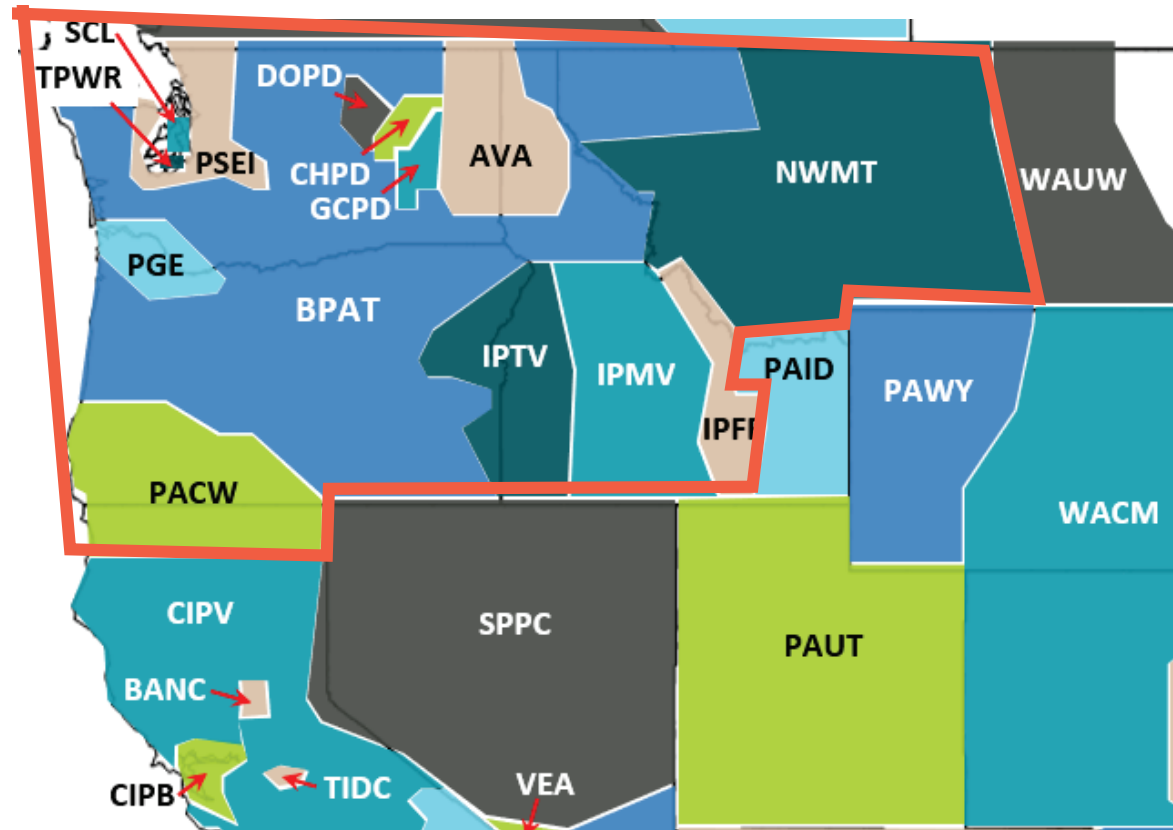 SCL
TPWR
DOPD
PSEI
CHPD
GCPD
AVA
NWMT
WAUW
PGE
BPAT
IPTV
IPMV
PAID
PAWY
IPFF
PACW
WACM
CIPV
SPPC
PAUT
BANC
CIPB
TIDC
VEA